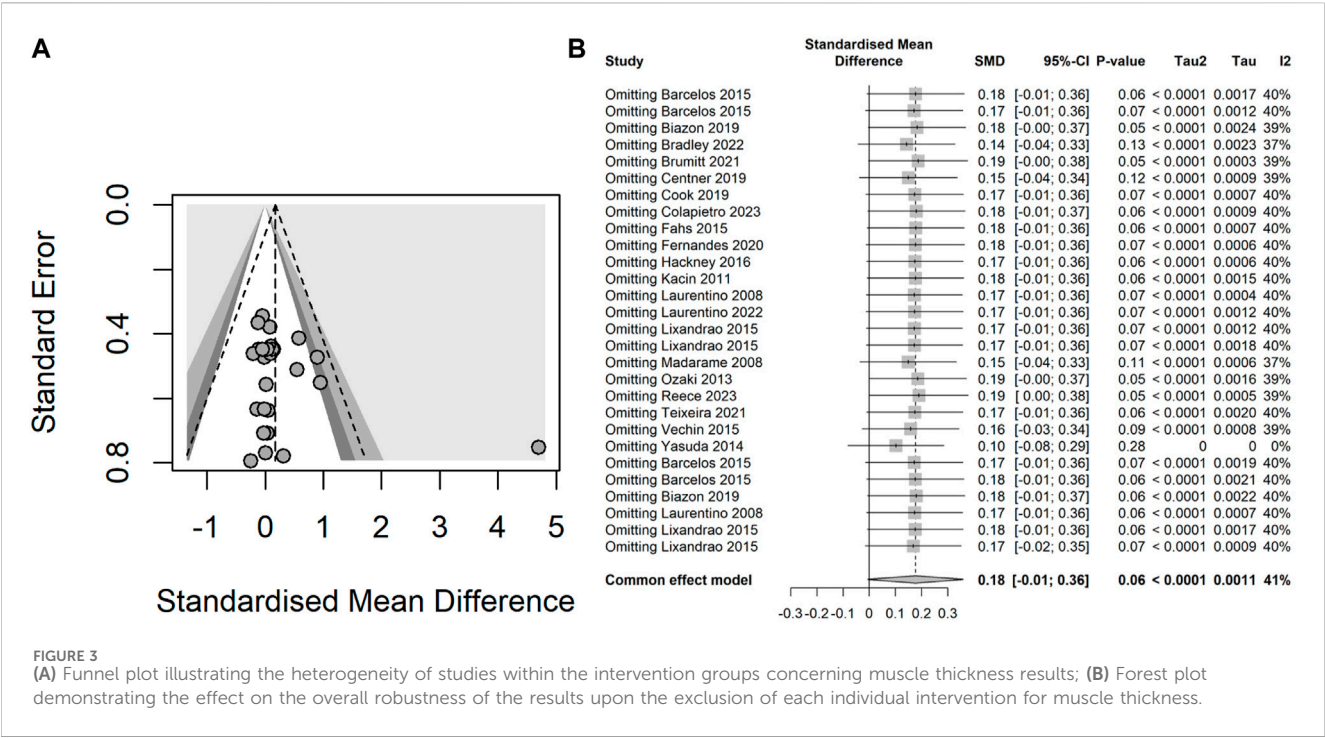 A
Standard Error
0.0
0.4
0.8
-1 0 1 2 3 4 5
Standardised Mean Difference
B
Standardised Mean
Study Difference SMD 95%-CI P-value Tau2 Tau I2
Omitting Barcelos 2015 0.18 [-0.01; 0.36] 0.06 < 0.0001 0.0017 40%
Omitting Barcelos 2015 0.17 [-0.01; 0.36] 0.07 < 0.0001 0.0012 40%
Omitting Biazon 2019 0.18 [-0.00; 0.37] 0.05 < 0.0001 0.0024 39%
Omitting Bradley 2022 0.14 [-0.04; 0.33] 0.13 < 0.0001 0.0023 37%
Omitting Brumitt 2021 0.19 [-0.00; 0.38] 0.05 < 0.0001 0.0003 39%
Omitting Centner 2019 0.15 [-0.04; 0.34] 0.12 < 0.0001 0.0009 39%
Omitting Cook 2019 0.17 [-0.01; 0.36] 0.07 < 0.0001 0.0007 40%
Omitting Colapietro 2023 0.18 [-0.01; 0.37] 0.06 < 0.0001 0.0009 40%
Omitting Fahs 2015 0.18 [-0.01; 0.36] 0.06 < 0.0001 0.0007 40%
Omitting Fernandes 2020 0.18 [-0.01; 0.36] 0.07 < 0.0001 0.0006 40%
Omitting Hackney 2016 0.17 [-0.01; 0.36] 0.06 < 0.0001 0.0006 40%
Omitting Kacin 2011 0.18 [-0.01; 0.36] 0.06 < 0.0001 0.0015 40%
Omitting Laurentino 2008 0.17 [-0.01; 0.36] 0.07 < 0.0001 0.0004 40%
Omitting Laurentino 2022 0.17 [-0.01; 0.36] 0.07 < 0.0001 0.0012 40%
Omitting Lixandrao 2015 0.17 [-0.01; 0.36] 0.07 < 0.0001 0.0012 40%
Omitting Lixandrao 2015 0.17 [-0.01; 0.36] 0.07 < 0.0001 0.0018 40%
Omitting Madarame 2008 0.15 [-0.04; 0.33] 0.11 < 0.0001 0.0006 37%
Omitting Ozaki 2013 0.19 [-0.00; 0.37] 0.05 < 0.0001 0.0016 39%
Omitting Reece 2023 0.19 [ 0.00; 0.38] 0.05 < 0.0001 0.0005 39%
Omitting Teixeira 2021 0.17 [-0.01; 0.36] 0.06 < 0.0001 0.0020 40%
Omitting Vechin 2015 0.16 [-0.03; 0.34] 0.09 < 0.0001 0.0008 39%
Omitting Yasuda 2014 0.10 [-0.08; 0.29] 0.28 0 0 0%
Omitting Barcelos 2015 0.17 [-0.01; 0.36] 0.07 < 0.0001 0.0019 40%
Omitting Barcelos 2015 0.18 [-0.01; 0.36] 0.06 < 0.0001 0.0021 40%
Omitting Biazon 2019 0.18 [-0.01; 0.37] 0.06 < 0.0001 0.0022 40%
Omitting Laurentino 2008 0.17 [-0.01; 0.36] 0.06 < 0.0001 0.0007 40%
Omitting Lixandrao 2015 0.18 [-0.01; 0.36] 0.06 < 0.0001 0.0017 40%
Omitting Lixandrao 2015 0.17 [-0.02; 0.35] 0.07 < 0.0001 0.0009 40%
Common effect model 0.18 [-0.01; 0.36] 0.06 < 0.0001 0.0011 41%
-0.3-0.2-0.1 0 0.1 0.2 0.3
FIGURE 3
(A) Funnel plot illustrating the heterogeneity of studies within the intervention groups concerning muscle thickness results; (B) Forest plot
demonstrating the effect on the overall robustness of the results upon the exclusion of each individual intervention for muscle thickness.